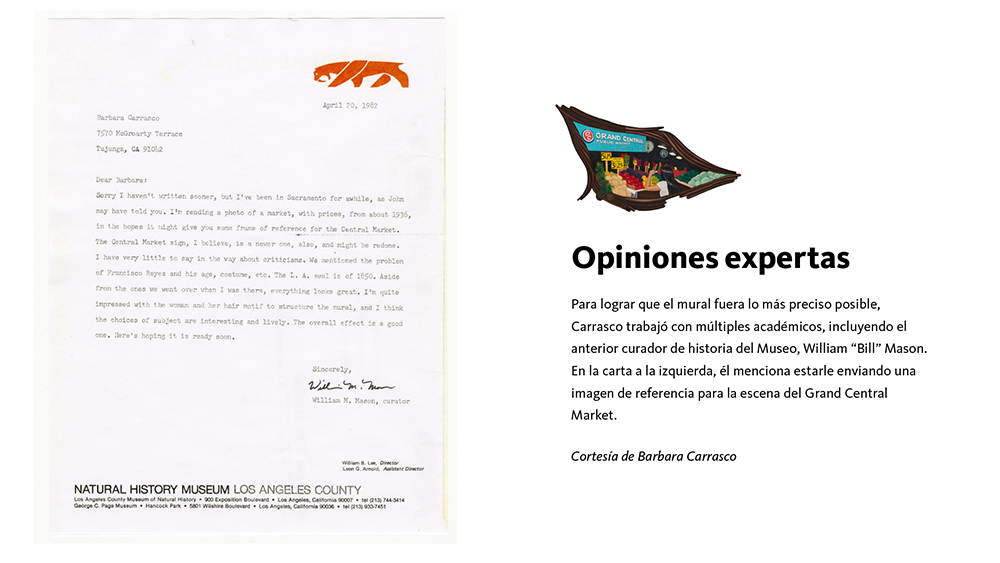 April 20, 1982
Barbara Carrasco
7570 McGroarty Terrace
Tujunga, CA 91042
Dear Barbara:
Sorry I haven't written sooner, but I've been in Sacramento for awhile, as John
may have told you. I'm sending a photo of a market, with prices, from about 1936,
in the hopes it might give you some frame of reference for the Central Market.
The Central Market sign, I believe, is a newer one, also, and might be redone.
I have very little to say in the way about criticisms. We mentioned the problem
of Francisco Reyes and his age, costume, etc. The L. A. seal is of 1850. Aside
from the ones we went over when I was there, everything looks great. I'm quite
impressed with the woman and her hair motif to structure the mural, and I think
the choices of subject are interesting and lively. The overall effect is a good
one. Here's hoping it is ready soon.
Sincerely,
William M. Mason
William M. Mason, curator
William B. Lee, Director
Leon G. Arnold, Assistant Director
NATURAL HISTORY MUSEUM LOS ANGELES COUNTY
Los Angeles County Museum of Natural History • 900 Exposition Boulevard • Los Angeles, California 90007 • tel (213) 744-3414
George C. Page Museum • Hancock Park • 5801 Wilshire Boulevard • Los Angeles, California 90036 • tel (213) 933-7451
GRAND CENTRAL
PUBLIC MARKET
Opiniones expertas
Para lograr que el mural fuera lo más preciso posible,
Carrasco trabajó con múltiples académicos, incluyendo el
anterior curador de historia del Museo, William “Bill” Mason.
En la carta a la izquierda, él menciona estarle enviando una
imagen de referencia para la escena del Grand Central
Market.
Cortesía de Barbara Carrasco